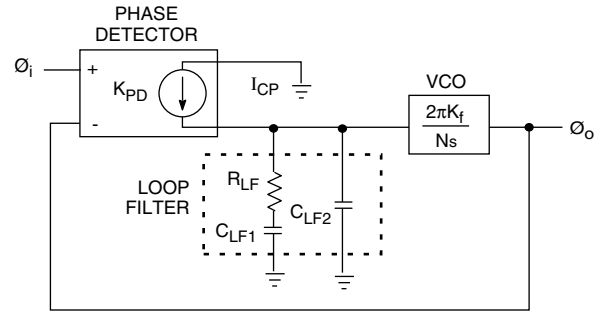 PHASE
DETECTOR
Øi
+
-
KPD
ICP
VCO
2πKf
Ns
Øo
LOOP
FILTER
RLF
CLF1
CLF2